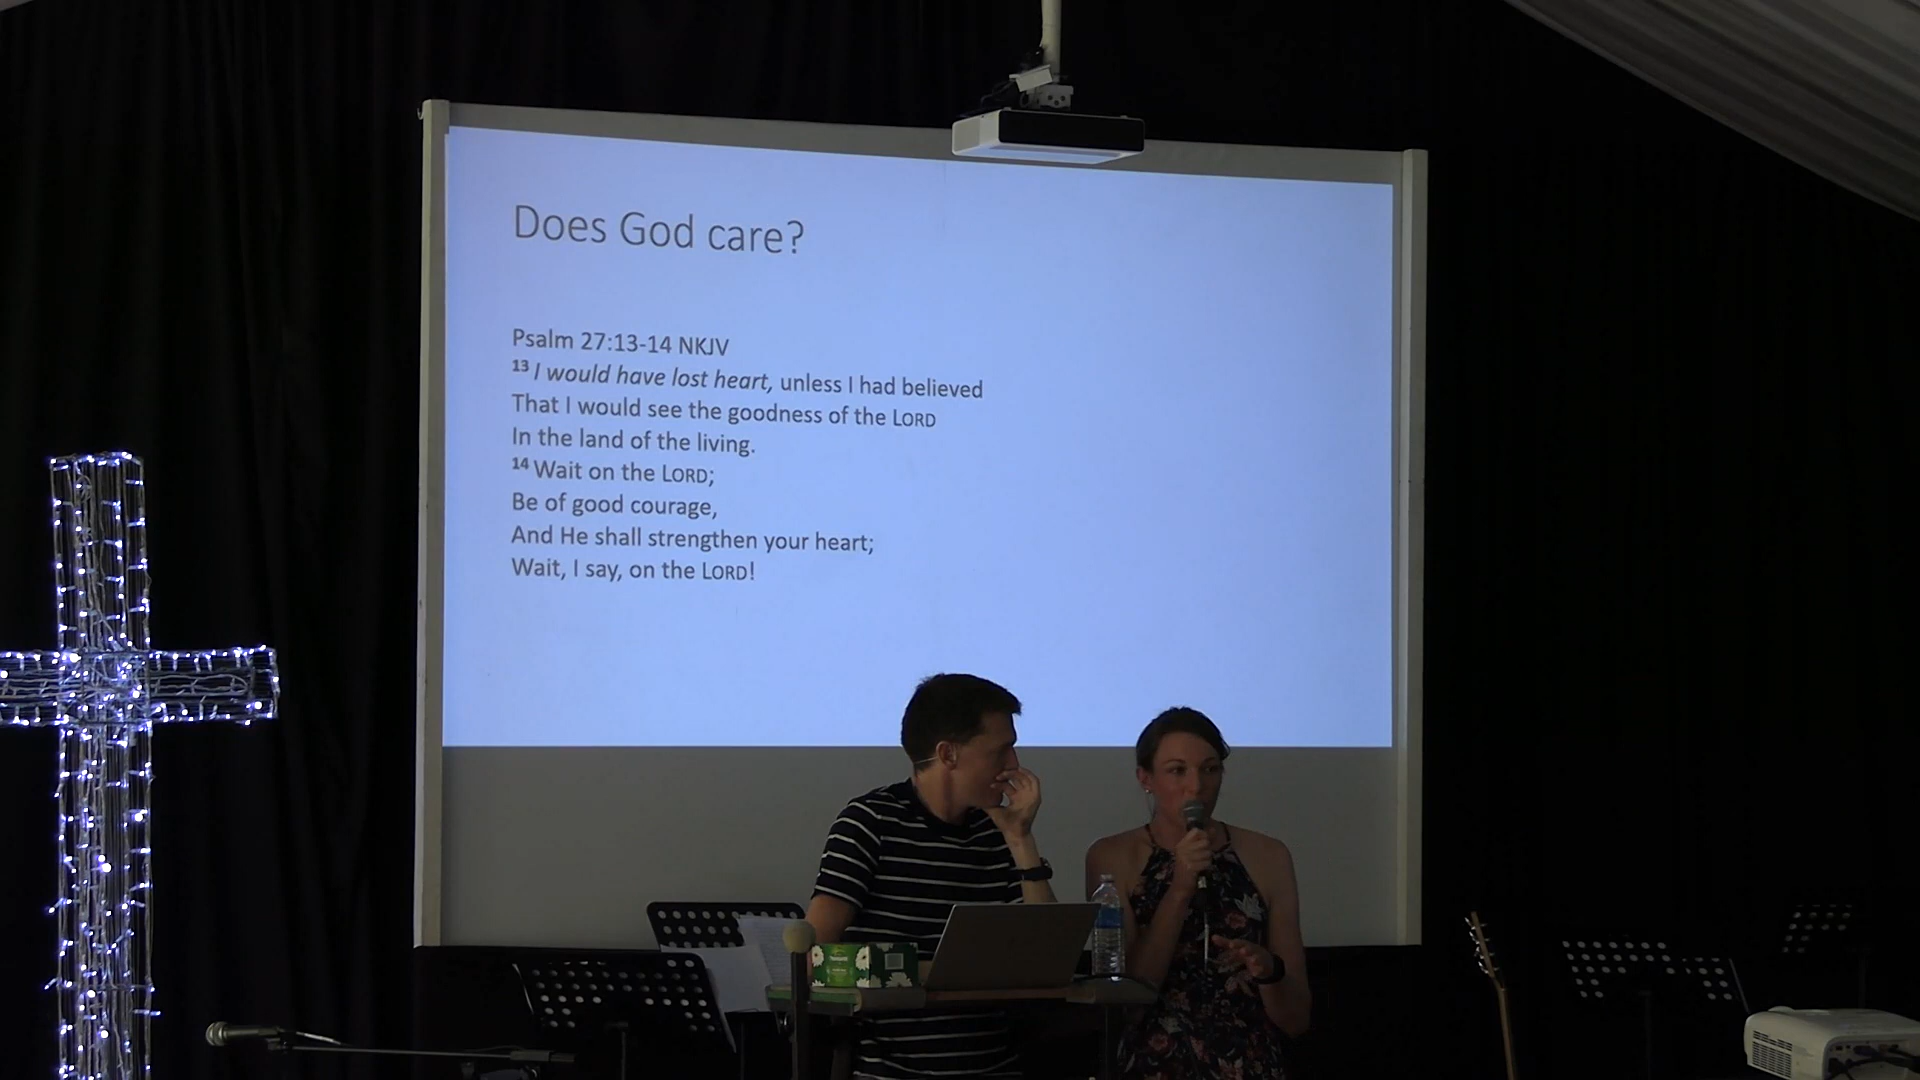 Does God care?
Psalm 27:13-14 NKJV
13 I would have lost heart, unless I had believed
That I would see the goodness of the LORD
In the land of the living.
14 Wait on the LORD;
Be of good courage,
And He shall strengthen your heart;
Wait, I say, on the LORD!